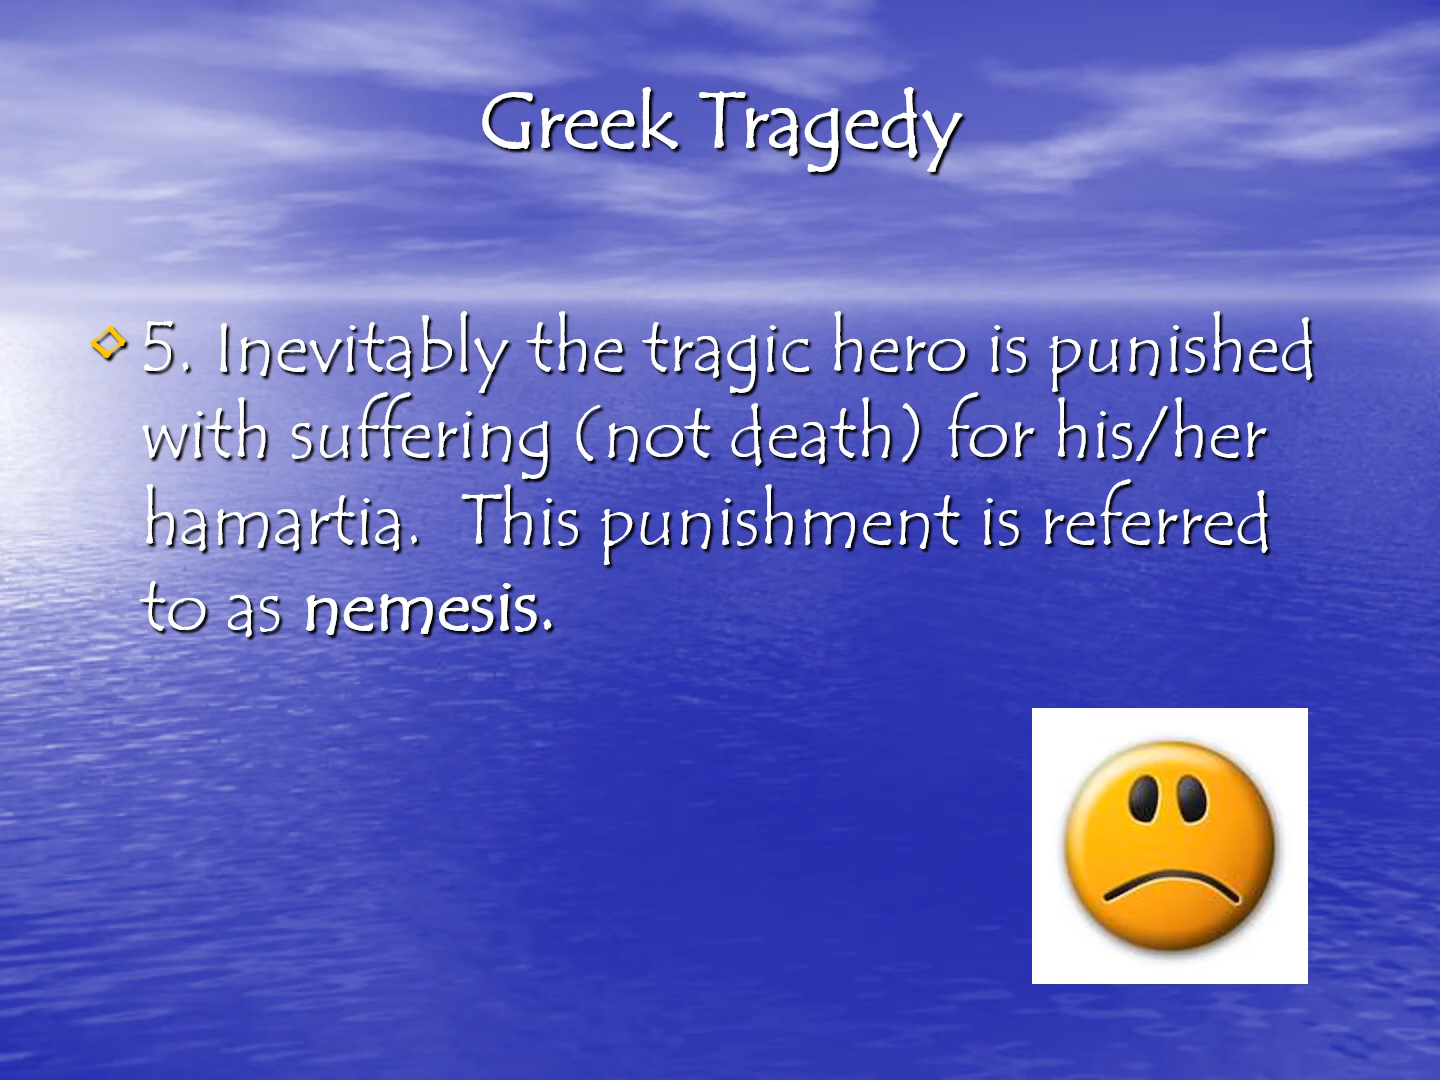 Greek Tragedy
5. Inevitably the tragic hero is punished
with suffering (not death) for his/her
hamartia.  This punishment is referred
to as nemesis.